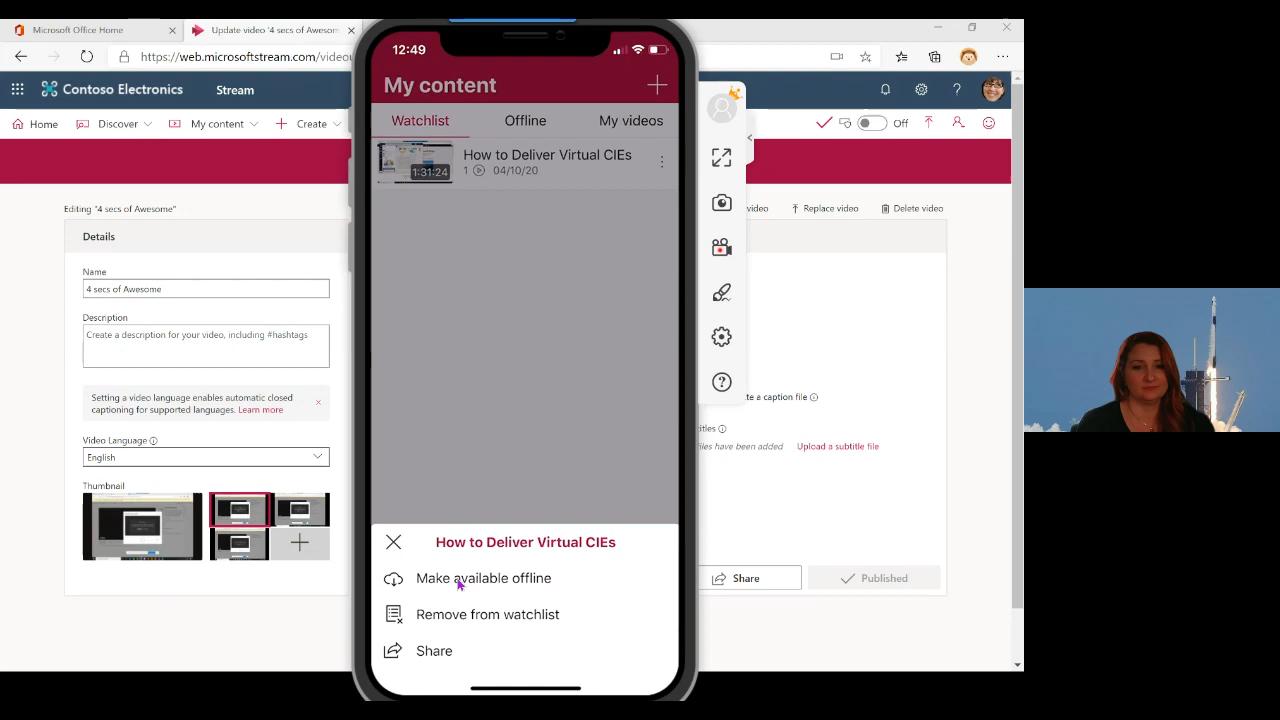 Microsoft Office Home
Update video '4 secs of Awesom
https://web.microsoftstream.com/videou
Contoso Electronics
Stream
Home
Discover
My content
Create
Off
Editing "4 secs of Awesome"
video
Replace video
Delete video
Details
Name
4 secs of Awesome
Description
Create a description for your video, including #hashtags
Setting a video language enables automatic closed
captioning for supported languages. Learn more
Video Language
English
Thumbnail
12:49
My content
Watchlist
Offline
My videos
How to Deliver Virtual CIEs
1 04/10/20
1:31:24
How to Deliver Virtual CIEs
Make available offline
Remove from watchlist
Share
te a caption file
titles
files have been added
Upload a subtitle file
Share
Published